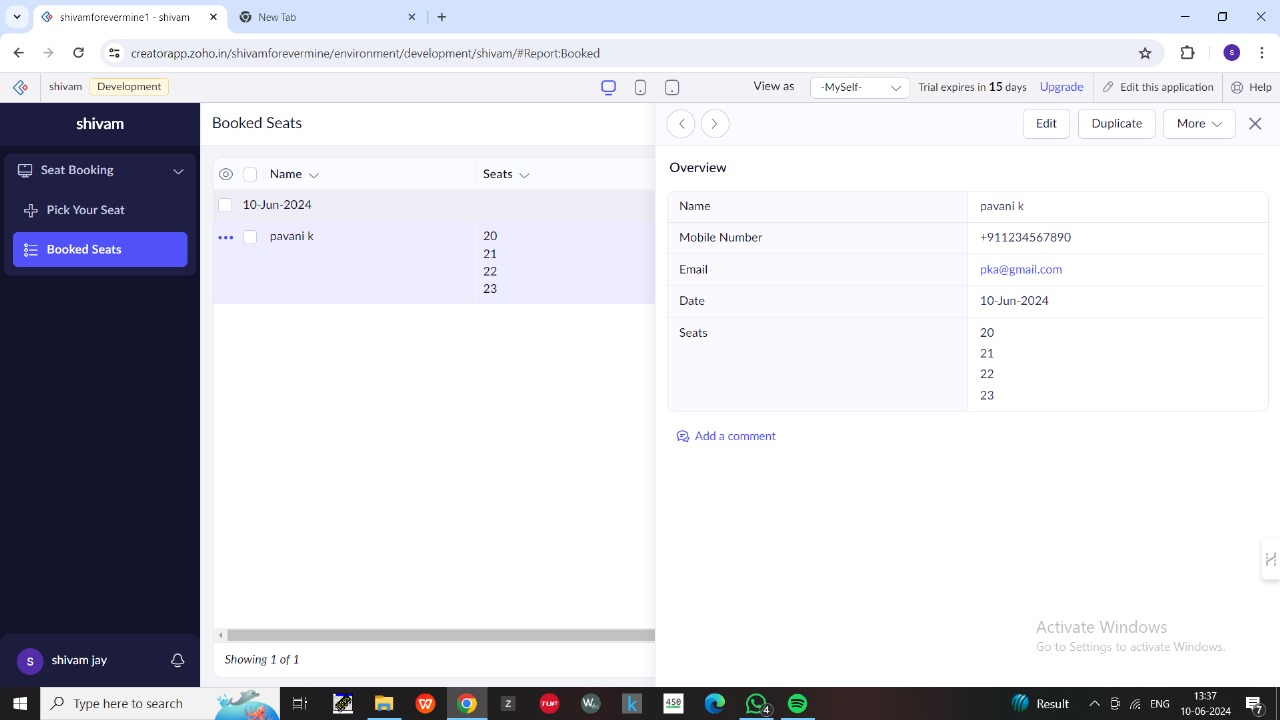 shivamforevermine1 - shivam
New Tab
creatorapp.zoho.in/shivamforevermine/environment/development/shivam/#Report:Booked
S
shivam
Development
View as
-MySelf-
Trial expires in 15 days
Upgrade
Edit this application
Help
shivam
Seat Booking
Pick Your Seat
Booked Seats
Booked Seats
Name
Seats
10-Jun-2024
pavani k
20
21
22
23
Showing 1 of 1
Edit
Duplicate
More
Overview
Name
pavani k
Mobile Number
+911234567890
Email
pka@gmail.com
Date
10-Jun-2024
Seats
20
21
22
23
Add a comment
Activate Windows
Go to Settings to activate Windows.
S
shivam jay
Type here to search
Z
TUP
k
450
4
Result
ENG
13:37
10-06-2024
7